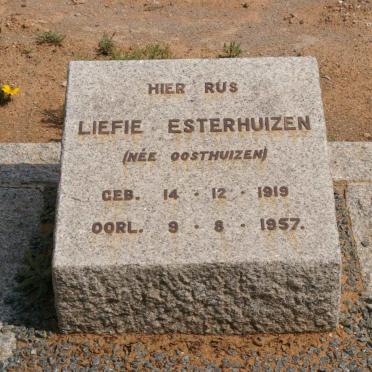 HIER RUS
LIEFIE ESTERHUIZEN
(NÉE OOSTHUIZEN)
GEB. 14 · 12 · 1919
OORL. 9 · 8 · 1957.